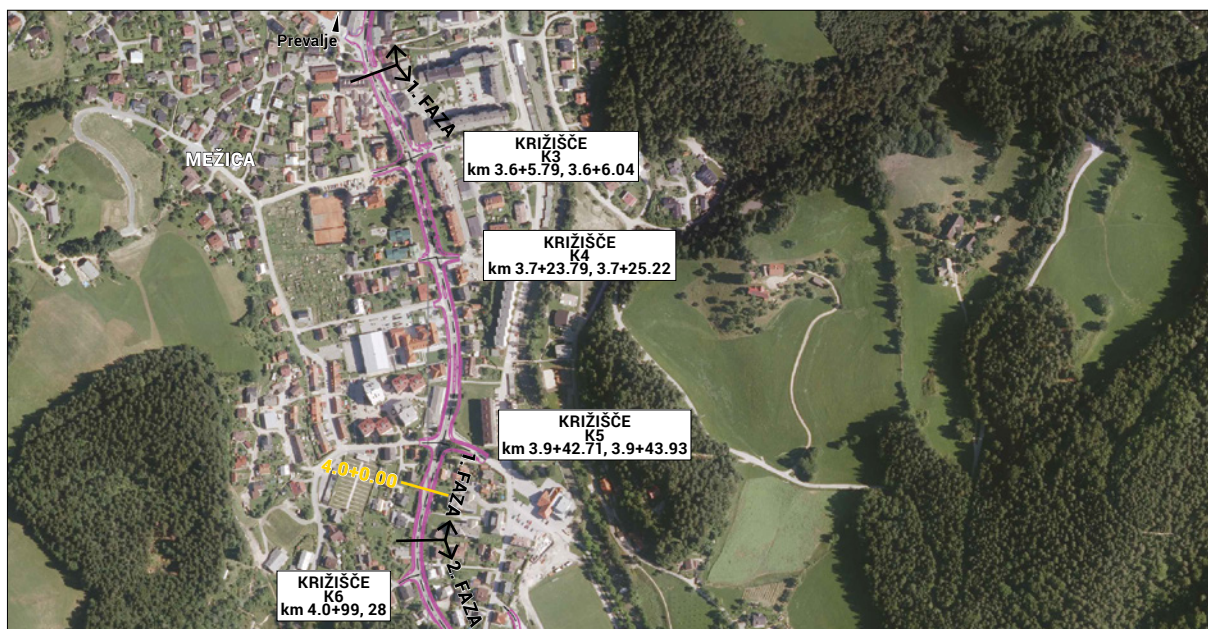 Prevalje
1. FAZA
MEŽICA
KRIŽIŠČE
K3
km 3.6+5.79, 3.6+6.04
KRIŽIŠČE
K4
km 3.7+23.79, 3.7+25.22
KRIŽIŠČE
K5
km 3.9+42.71, 3.9+43.93
4.0+0.00
1. FAZA
2. FAZA
KRIŽIŠČE
K6
km 4.0+99, 28